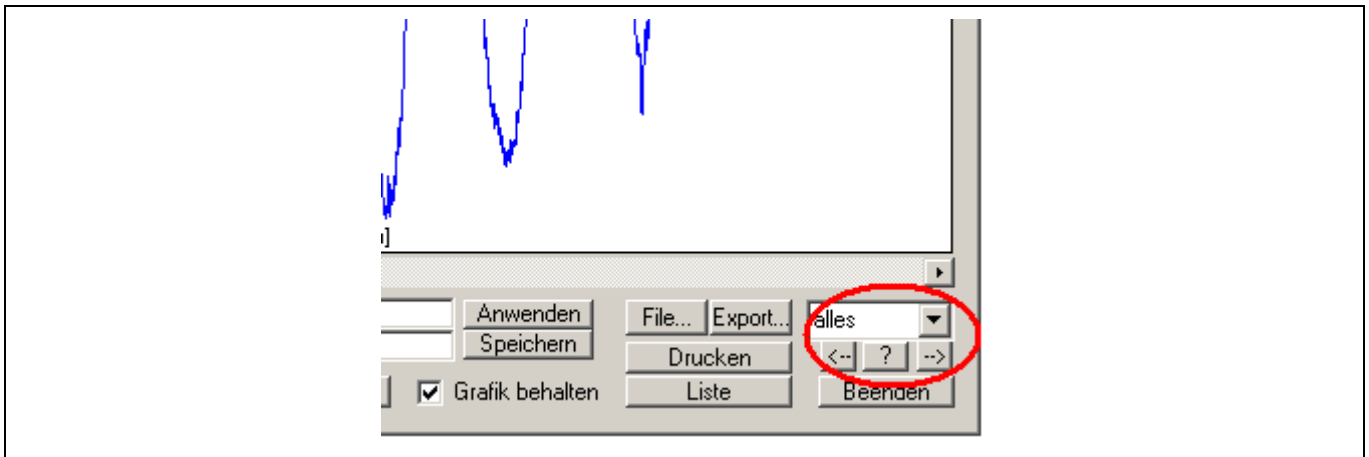 ]
Anwenden File... Export... alles
Speichern Drucken <-- ? -->
Grafik behalten Liste Beenden